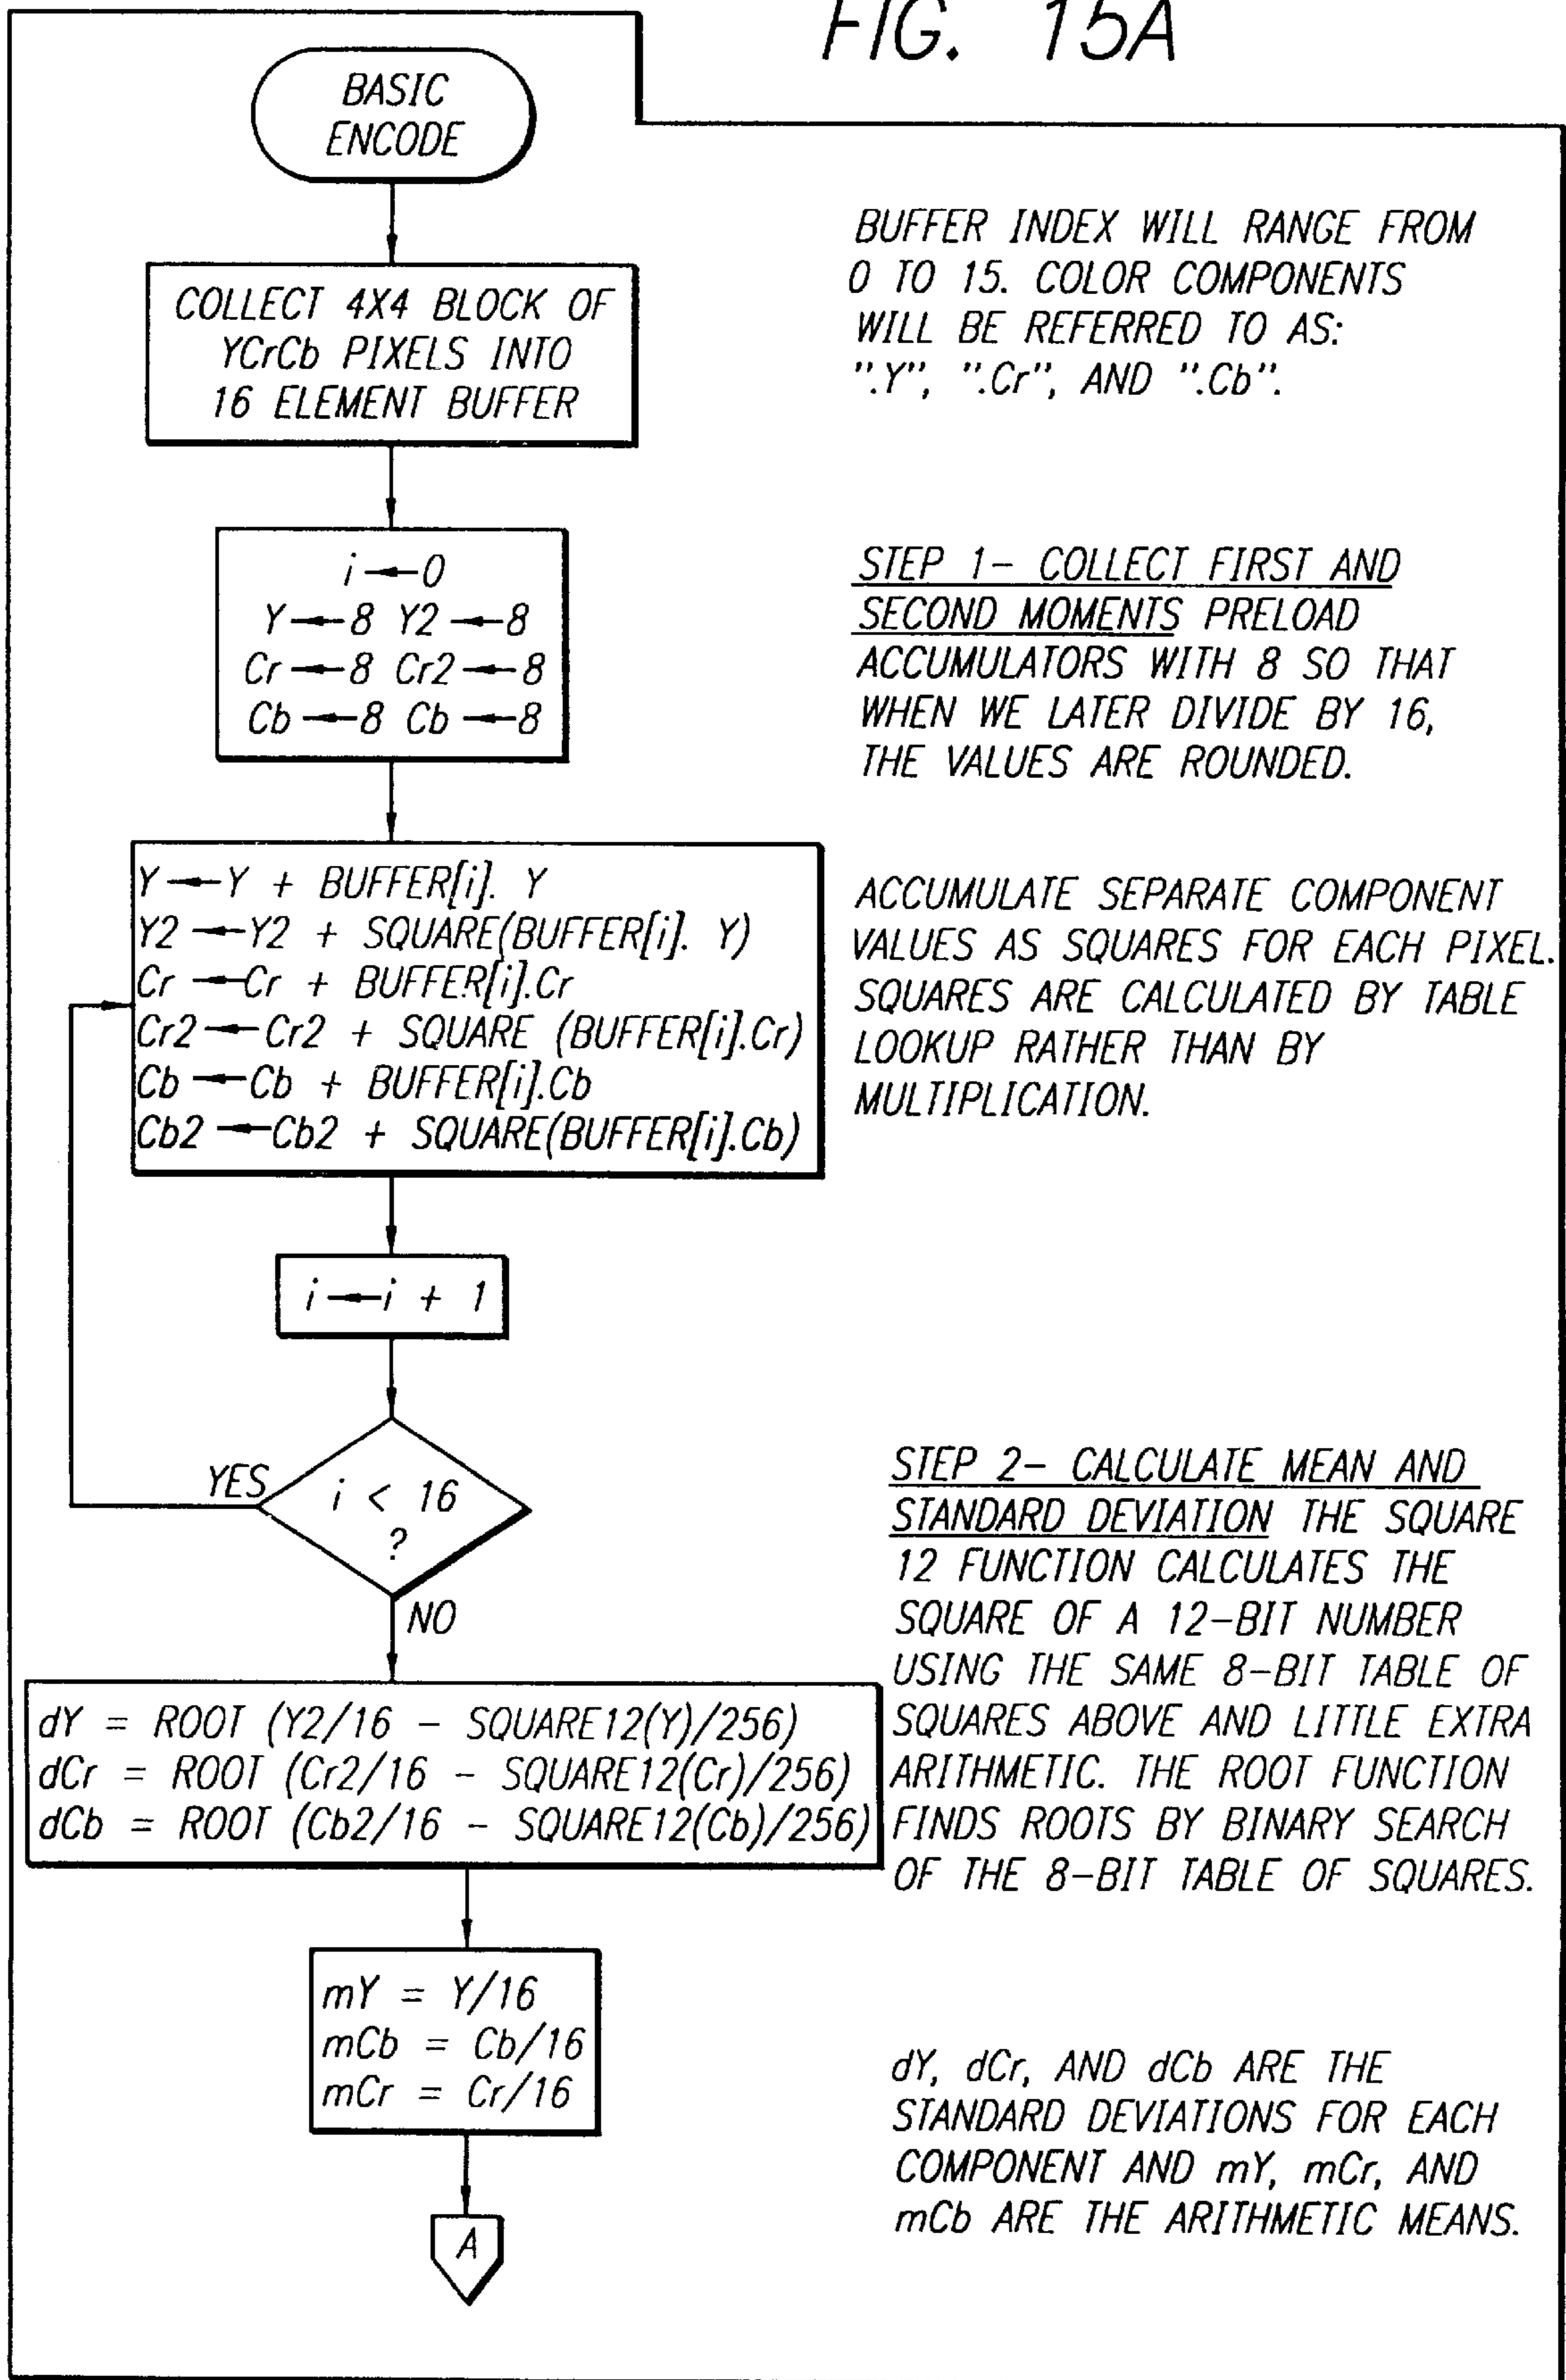 FIG. 15A
BASIC
ENCODE
COLLECT 4X4 BLOCK OF
YCrCb PIXELS INTO
16 ELEMENT BUFFER
BUFFER INDEX WILL RANGE FROM
0 TO 15. COLOR COMPONENTS
WILL BE REFERRED TO AS:
".Y", ".Cr", AND ".Cb".
i←0
Y←8 Y2←8
Cr←8 Cr2←8
Cb←8 Cb←8
STEP 1- COLLECT FIRST AND
SECOND MOMENTS PRELOAD
ACCUMULATORS WITH 8 SO THAT
WHEN WE LATER DIVIDE BY 16,
THE VALUES ARE ROUNDED.
Y←Y + BUFFER[i]. Y
Y2←Y2 + SQUARE(BUFFER[i]. Y)
Cr←Cr + BUFFER[i].Cr
Cr2←Cr2 + SQUARE (BUFFER[i].Cr)
Cb←Cb + BUFFER[i].Cb
Cb2←Cb2 + SQUARE(BUFFER[i].Cb)
ACCUMULATE SEPARATE COMPONENT
VALUES AS SQUARES FOR EACH PIXEL.
SQUARES ARE CALCULATED BY TABLE
LOOKUP RATHER THAN BY
MULTIPLICATION.
i←i + 1
YES
i < 16
?
NO
STEP 2- CALCULATE MEAN AND
STANDARD DEVIATION THE SQUARE
12 FUNCTION CALCULATES THE
SQUARE OF A 12-BIT NUMBER
USING THE SAME 8-BIT TABLE OF
SQUARES ABOVE AND LITTLE EXTRA
ARITHMETIC. THE ROOT FUNCTION
FINDS ROOTS BY BINARY SEARCH
OF THE 8-BIT TABLE OF SQUARES.
dY = ROOT (Y2/16 - SQUARE12(Y)/256)
dCr = ROOT (Cr2/16 - SQUARE12(Cr)/256)
dCb = ROOT (Cb2/16 - SQUARE12(Cb)/256)
mY = Y/16
mCb = Cb/16
mCr = Cr/16
dY, dCr, AND dCb ARE THE
STANDARD DEVIATIONS FOR EACH
COMPONENT AND mY, mCr, AND
mCb ARE THE ARITHMETIC MEANS.
A